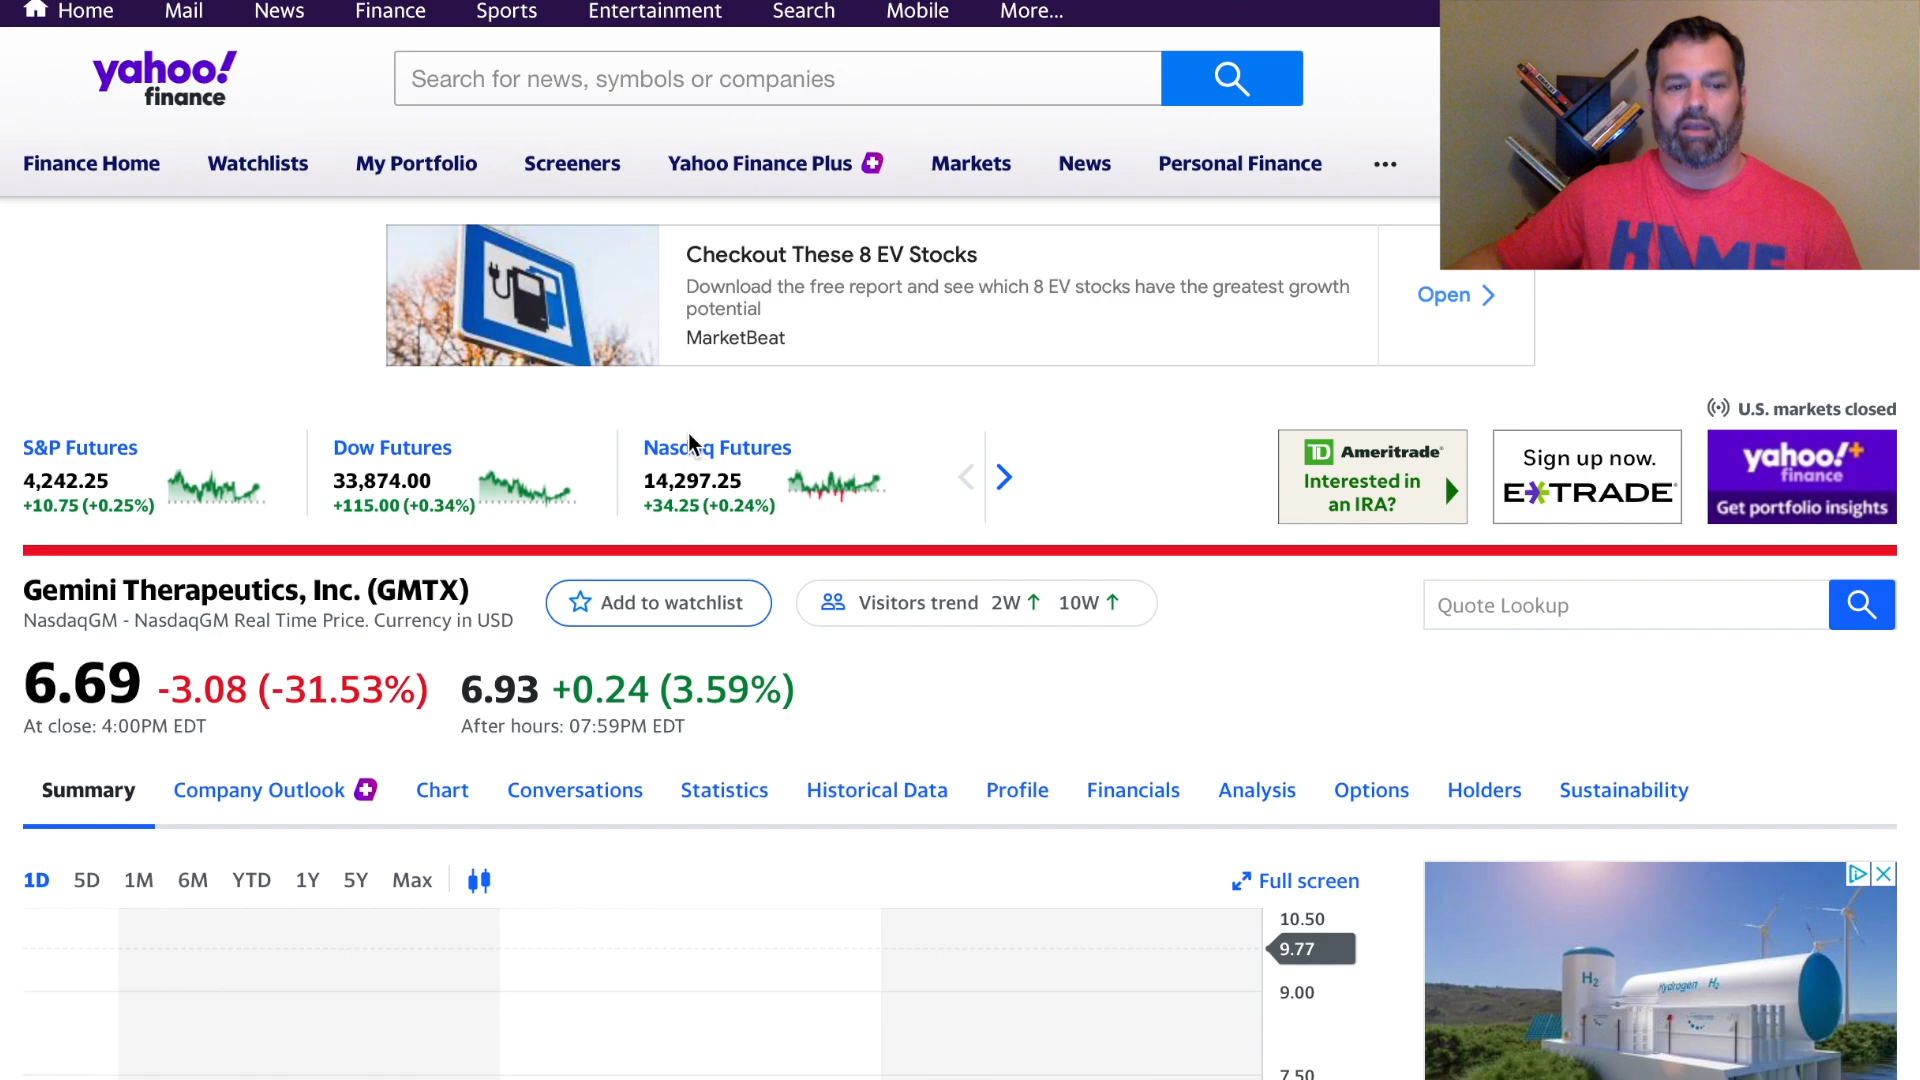 Home Mail News Finance Sports Entertainment Search Mobile More...
yahoo!
finance
Search for news, symbols or companies
Finance Home Watchlists My Portfolio Screeners Yahoo Finance Plus Markets News Personal Finance ...
Checkout These 8 EV Stocks
Download the free report and see which 8 EV stocks have the greatest growth
potential
MarketBeat
Open
U.S. markets closed
S&P Futures
4,242.25
+10.75 (+0.25%)
Dow Futures
33,874.00
+115.00 (+0.34%)
Nasdaq Futures
14,297.25
+34.25 (+0.24%)
TD Ameritrade
Interested in
an IRA?
Sign up now.
E*TRADE
yahoo!+
finance
Get portfolio insights
Gemini Therapeutics, Inc. (GMTX)
NasdaqGM - NasdaqGM Real Time Price. Currency in USD
Add to watchlist
Visitors trend 2W↑ 10W↑
Quote Lookup
6.69 -3.08 (-31.53%)
At close: 4:00PM EDT
6.93 +0.24 (3.59%)
After hours: 07:59PM EDT
Summary Company Outlook Chart Conversations Statistics Historical Data Profile Financials Analysis Options Holders Sustainability
1D 5D 1M 6M YTD 1Y 5Y Max
Full screen
10.50
9.77
9.00
7.50
H2
Hydrogen H2